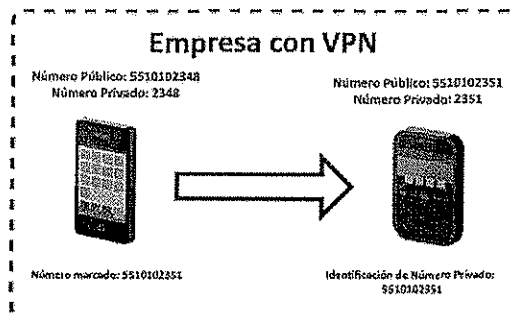 Empresa con VPN
Número Público: 5510102348
Número Privado: 2348
Número Público: 5510102351
Número Privado: 2351
Número marcado: 5510102351
Identificación de Número Privado:
5510102351